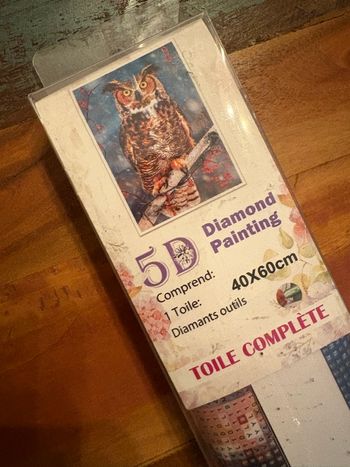 5D Diamond
Painting
Comprend:
1 Toile: 40X60cm
Diamants outils
TOILE COMPLÈTE